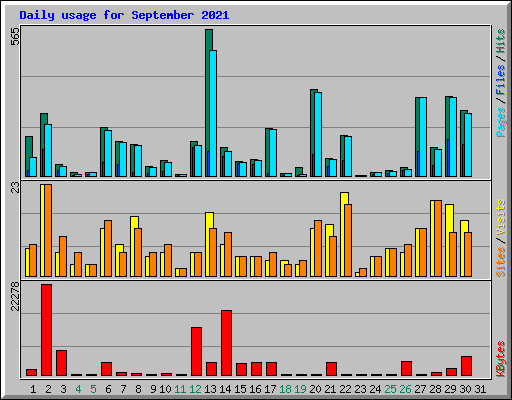 Daily usage for September 2021
565
Pages / Files / Hits
23
Sites / Visits
22278
KBytes
1 2 3 4 5 6 7 8 9 10 11 12 13 14 15 16 17 18 19 20 21 22 23 24 25 26 27 28 29 30 31